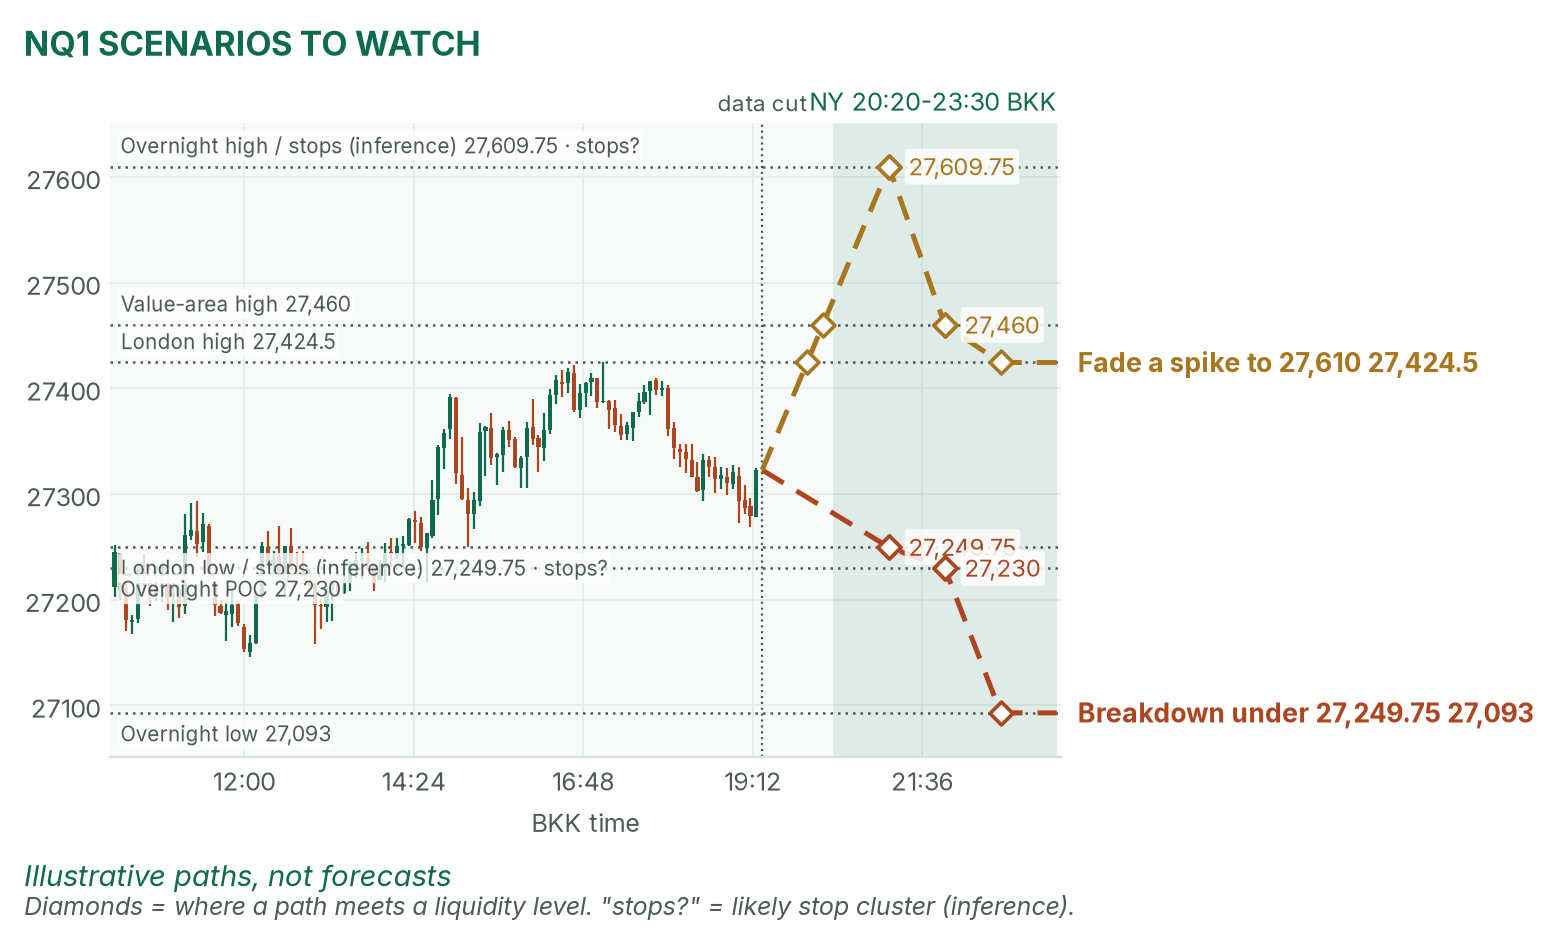 NQ1 SCENARIOS TO WATCH
data cut NY 20:20-23:30 BKK
Overnight high / stops (inference) 27,609.75 · stops?
27,609.75
27600
27500
Value-area high 27,460
27,460
London high 27,424.5
Fade a spike to 27,610 27,424.5
27400
27300
27,249.75
London low / stops (inference) 27,249.75 · stops?
27,230
Overnight POC 27,230
27200
27100
Breakdown under 27,249.75 27,093
Overnight low 27,093
12:00 14:24 16:48 19:12 21:36
BKK time
Illustrative paths, not forecasts
Diamonds = where a path meets a liquidity level. "stops?" = likely stop cluster (inference).